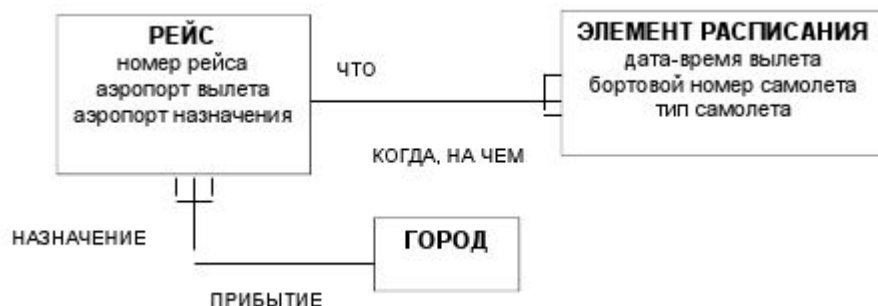 РЕЙС
номер рейса
аэропорт вылета
аэропорт назначения
ЧТО
ЭЛЕМЕНТ РАСПИСАНИЯ
дата-время вылета
бортовой номер самолета
тип самолета
КОГДА, НА ЧЕМ
НАЗНАЧЕНИЕ
ГОРОД
ПРИБЫТИЕ